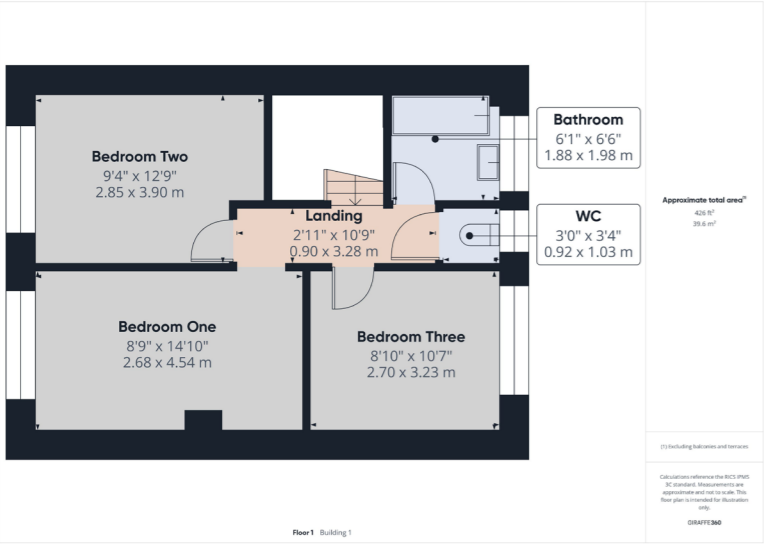 Bedroom Two
9'4" x 12'9"
2.85 x 3.90 m
Bathroom
6'1" x 6'6"
1.88 x 1.98 m
Landing
2'11" x 10'9"
0.90 x 3.28 m
WC
3'0" x 3'4"
0.92 x 1.03 m
Bedroom One
8'9" x 14'10"
2.68 x 4.54 m
Bedroom Three
8'10" x 10'7"
2.70 x 3.23 m
Floor 1 Building 1
Approximate total area(1)
426 ft²
39.6 m²
(1) Excluding balconies and terraces
Calculations reference the RICS IPMS
3C standard. Measurements are
approximate and not to scale. This
floor plan is intended for illustration
only.
GIRAFFE360